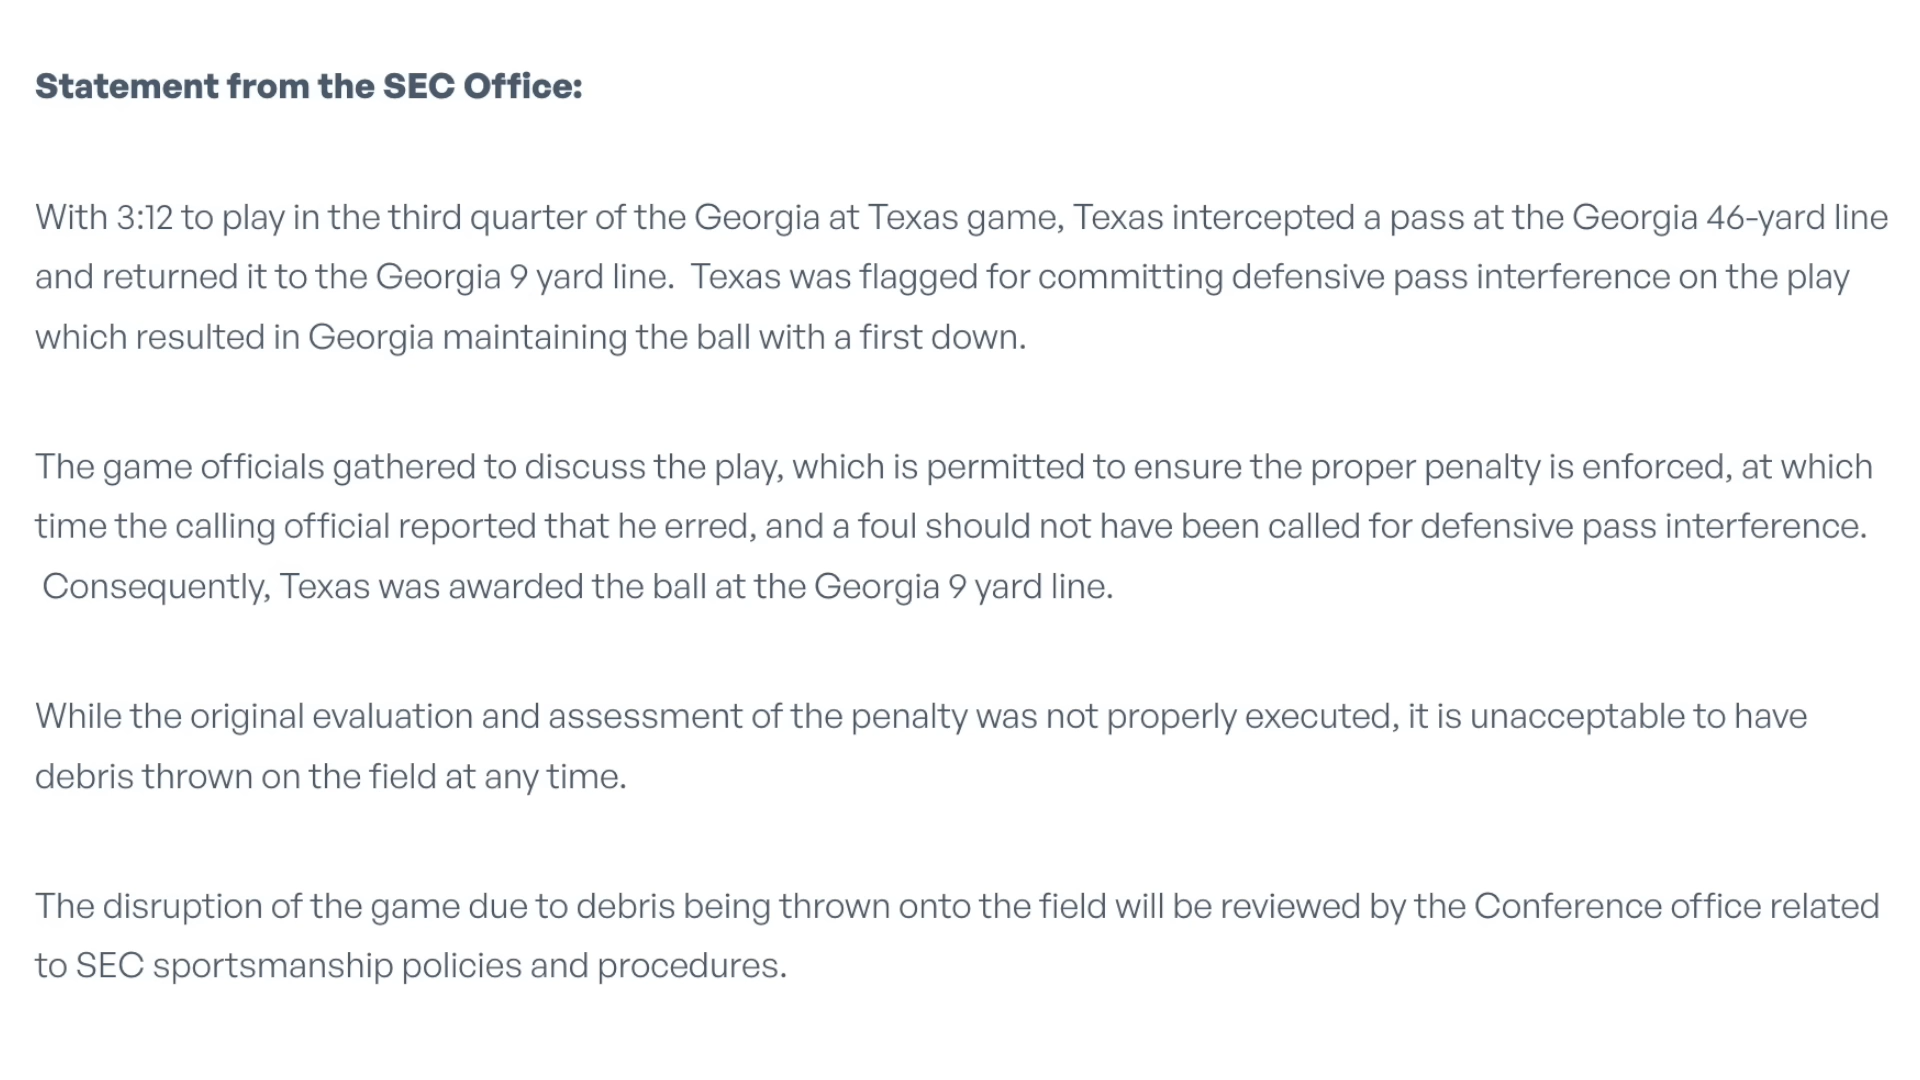 Statement from the SEC Office:
With 3:12 to play in the third quarter of the Georgia at Texas game, Texas intercepted a pass at the Georgia 46-yard line
and returned it to the Georgia 9 yard line.  Texas was flagged for committing defensive pass interference on the play
which resulted in Georgia maintaining the ball with a first down.
The game officials gathered to discuss the play, which is permitted to ensure the proper penalty is enforced, at which
time the calling official reported that he erred, and a foul should not have been called for defensive pass interference.
Consequently, Texas was awarded the ball at the Georgia 9 yard line.
While the original evaluation and assessment of the penalty was not properly executed, it is unacceptable to have
debris thrown on the field at any time.
The disruption of the game due to debris being thrown onto the field will be reviewed by the Conference office related
to SEC sportsmanship policies and procedures.